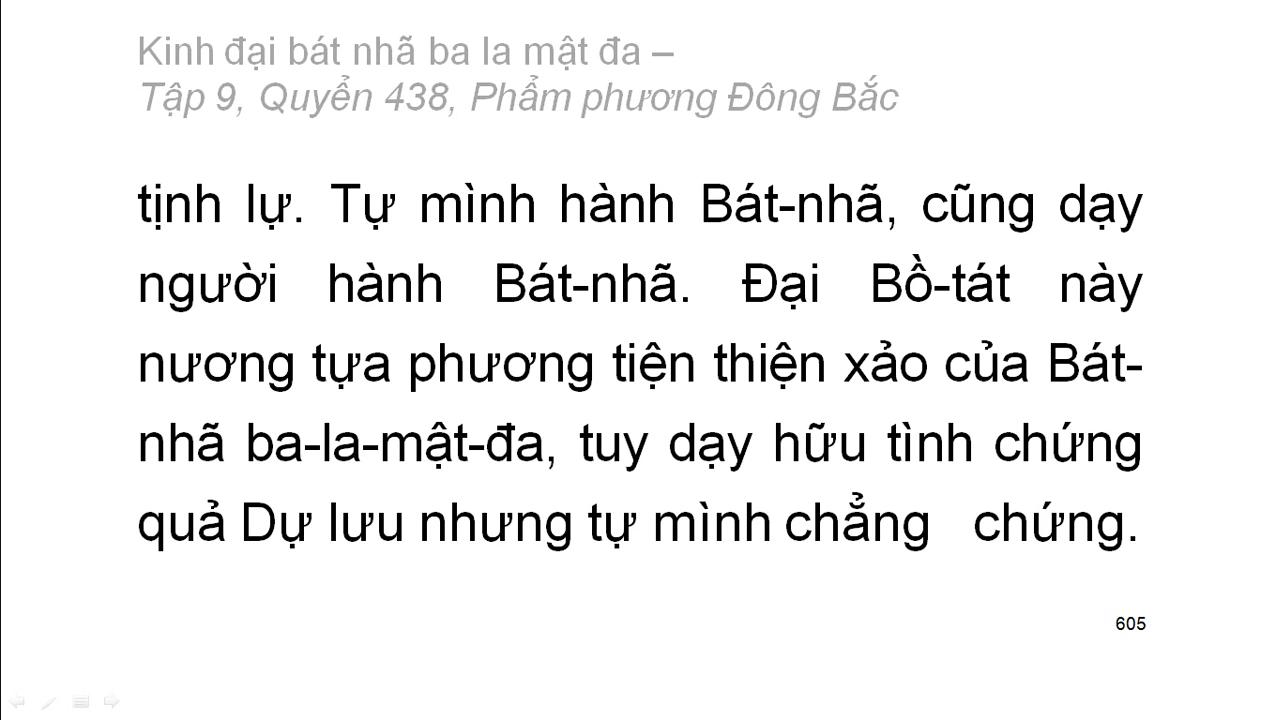 Kinh đại bát nhã ba la mật đa –
Tập 9, Quyển 438, Phẩm phương Đông Bắc
tịnh lự. Tự mình hành Bát-nhã, cũng dạy
người hành Bát-nhã. Đại Bồ-tát này
nương tựa phương tiện thiện xảo của Bát-
nhã ba-la-mật-đa, tuy dạy hữu tình chứng
quả Dự lưu nhưng tự mình chẳng chứng.
605